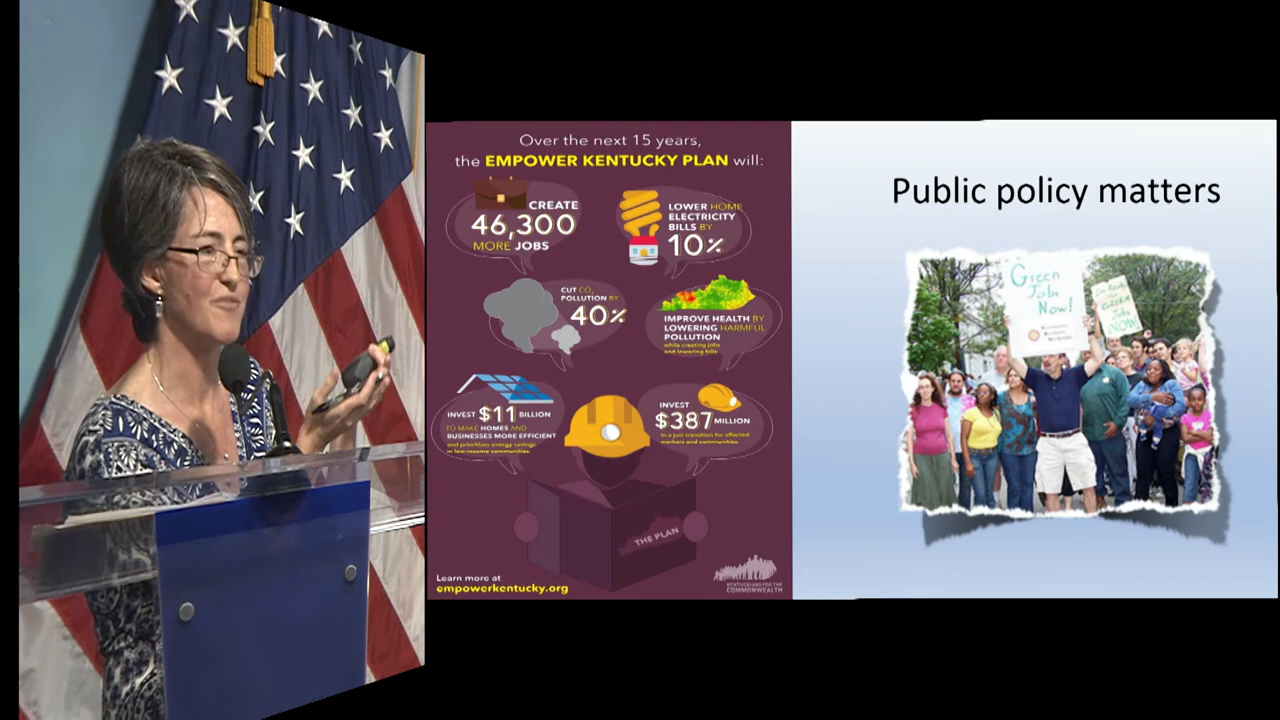 Over the next 15 years,
the EMPOWER KENTUCKY PLAN will:
CREATE
46,300
MORE JOBS
LOWER HOME
ELECTRICITY
BILLS BY
10%
CUT CO₂
POLLUTION BY
40%
IMPROVE HEALTH BY
LOWERING HARMFUL
POLLUTION
while creating jobs
and lowering bills
INVEST $11 BILLION
TO MAKE HOMES AND
BUSINESSES MORE EFFICIENT
and prioritizes energy savings
in low-income communities.
INVEST
$387 MILLION
in a just transition for affected
workers and communities.
THE PLAN
Learn more at
empowerkentucky.org
KENTUCKIANS FOR THE
COMMONWEALTH
Public policy matters
Green
Jobs
Now!
GREEN
Jobs
NOW!